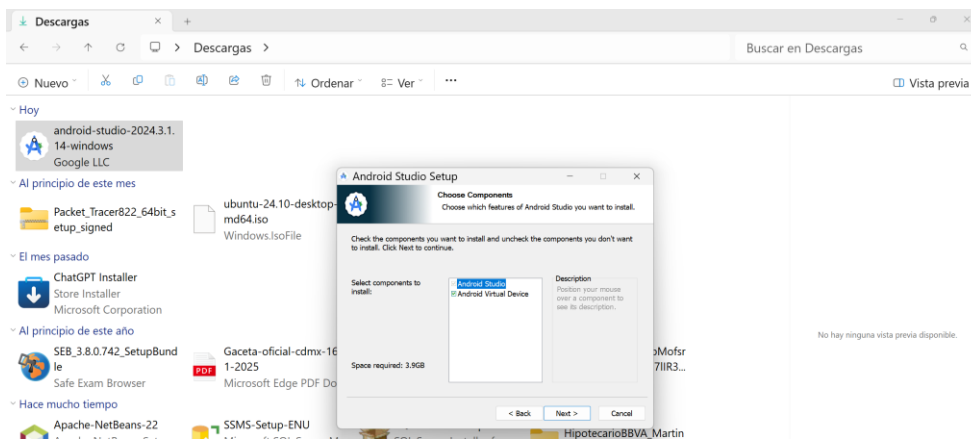 Descargas
Descargas
Buscar en Descargas
Nuevo
Ordenar
Ver
Vista previa
Hoy
android-studio-2024.3.1.
14-windows
Google LLC
Al principio de este mes
Packet_Tracer822_64bit_s
etup_signed
ubuntu-24.10-desktop-
md64.iso
Windows.IsoFile
El mes pasado
ChatGPT Installer
Store Installer
Microsoft Corporation
Al principio de este año
SEB_3.8.0.742_SetupBund
le
Safe Exam Browser
PDF
Gaceta-oficial-cdmx-16
1-2025
Microsoft Edge PDF Do
Hace mucho tiempo
Apache-NetBeans-22
SSMS-Setup-ENU
HipotecarioBBVA_Martin
Android Studio Setup
Choose Components
Choose which features of Android Studio you want to install.
Check the components you want to install and uncheck the components you don't want
to install. Click Next to continue.
Select components to
install:
Android Studio
Android Virtual Device
Description
Position your mouse
over a component to
see its description.
Space required: 3.9GB
< Back
Next >
Cancel
No hay ninguna vista previa disponible.